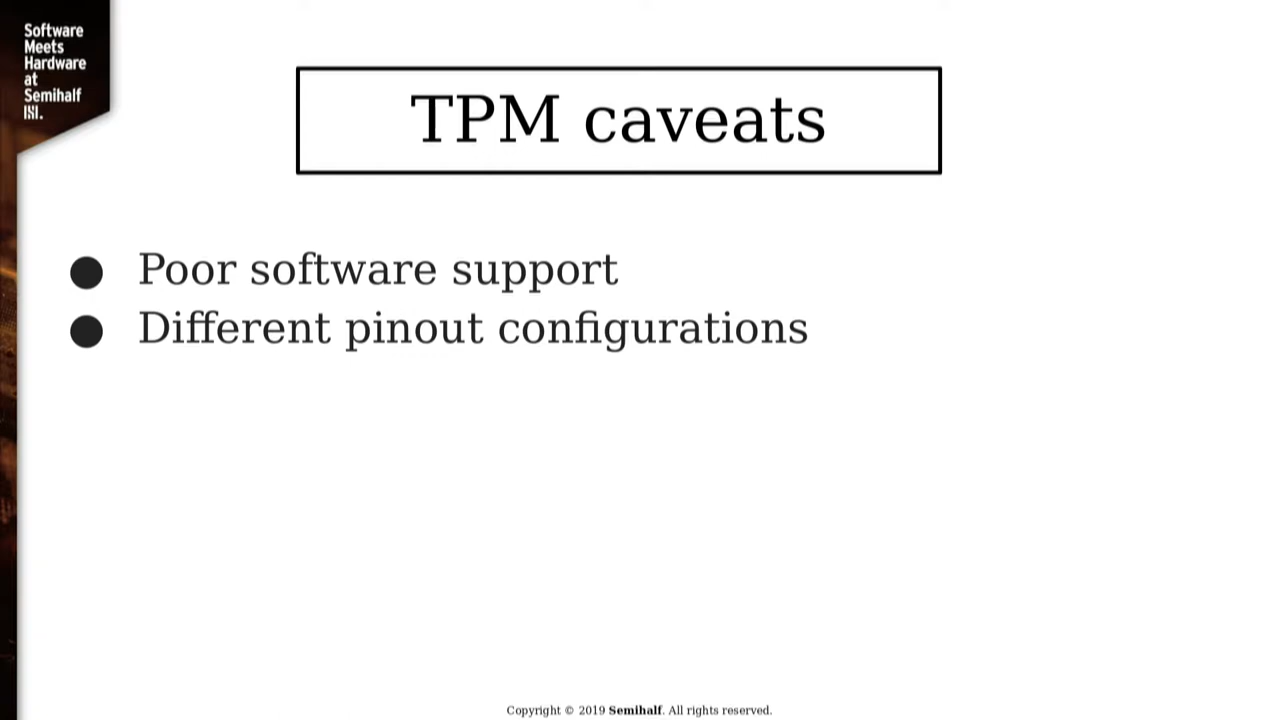 Software
Meets
Hardware
at
Semihalf
TPM caveats
● Poor software support
● Different pinout configurations
Copyright © 2019 Semihalf. All rights reserved.